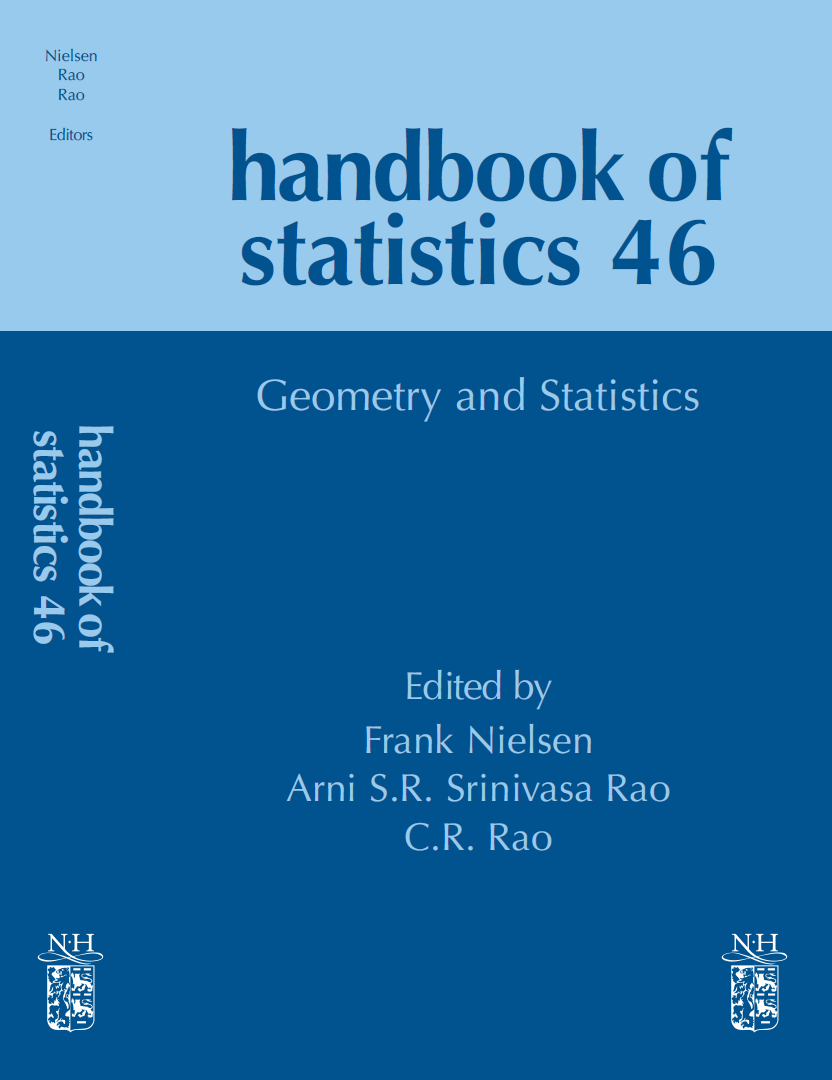 Nielsen
Rao
Rao
Editors
handbook of
statistics 46
handbook of
statistics 46
Geometry and Statistics
Edited by
Frank Nielsen
Arni S.R. Srinivasa Rao
C.R. Rao
N·H
N·H